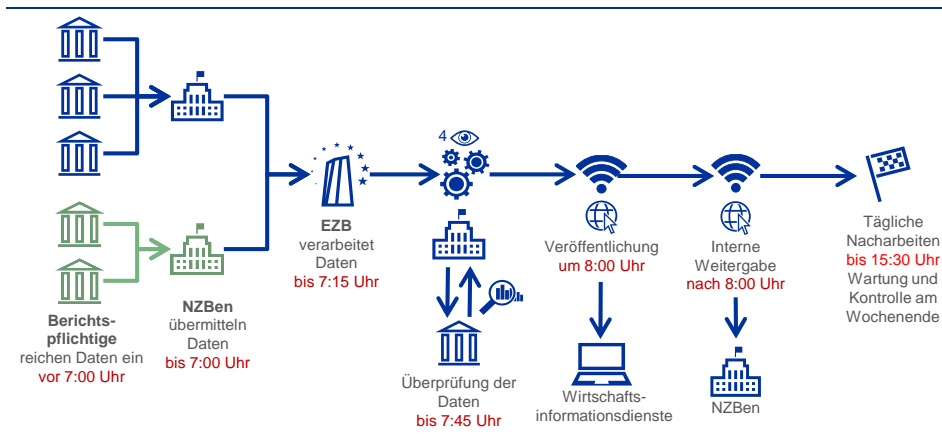 Berichts-
pflichtige
reichen Daten ein
vor 7:00 Uhr
NZBen
übermitteln
Daten
bis 7:00 Uhr
EZB
verarbeitet
Daten
bis 7:15 Uhr
4
Überprüfung der
Daten
bis 7:45 Uhr
Veröffentlichung
um 8:00 Uhr
Wirtschafts-
informationsdienste
Interne
Weitergabe
nach 8:00 Uhr
NZBen
Tägliche
Nacharbeiten
bis 15:30 Uhr
Wartung und
Kontrolle am
Wochenende